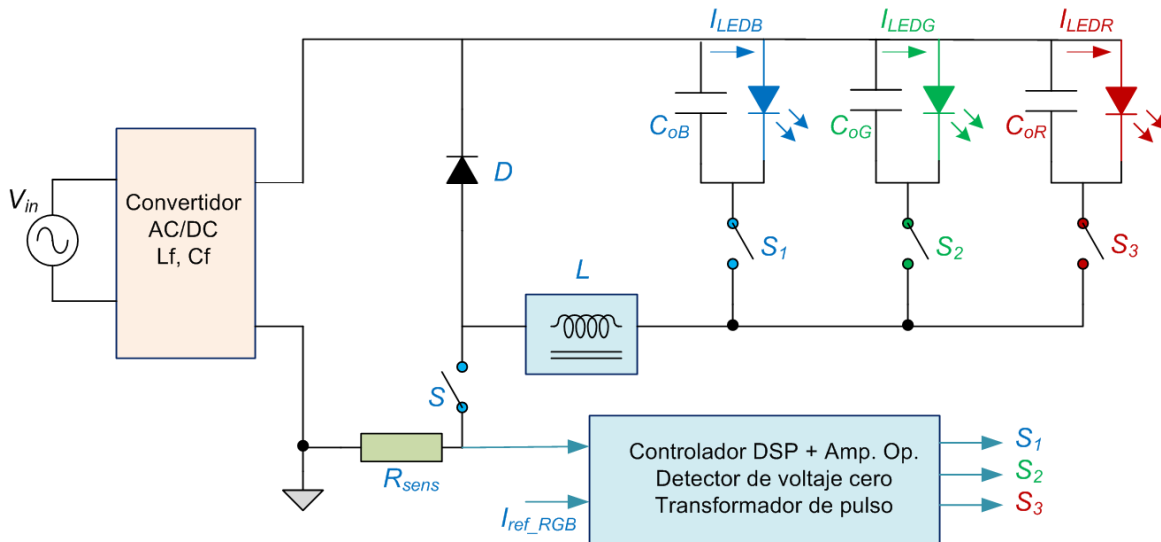 I_LEDB
I_LEDG
I_LEDR
C_oB
C_oG
C_oR
D
V_in
Convertidor
AC/DC
Lf, Cf
S_1
S_2
S_3
L
S
R_sens
I_ref_RGB
Controlador DSP + Amp. Op.
Detector de voltaje cero
Transformador de pulso
S_1
S_2
S_3